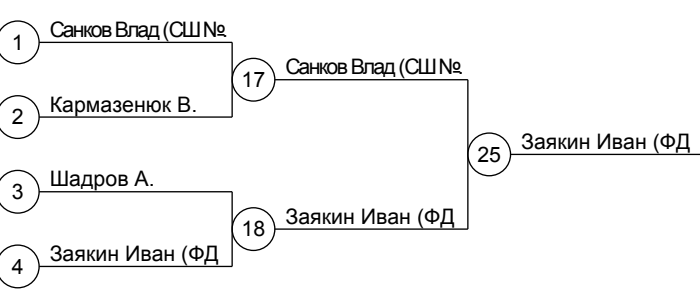 1 Санков Влад (СШ №
17 Санков Влад (СШ №
2 Кармазенюк В.
25 Заякин Иван (ФД
3 Шадров А.
18 Заякин Иван (ФД
4 Заякин Иван (ФД